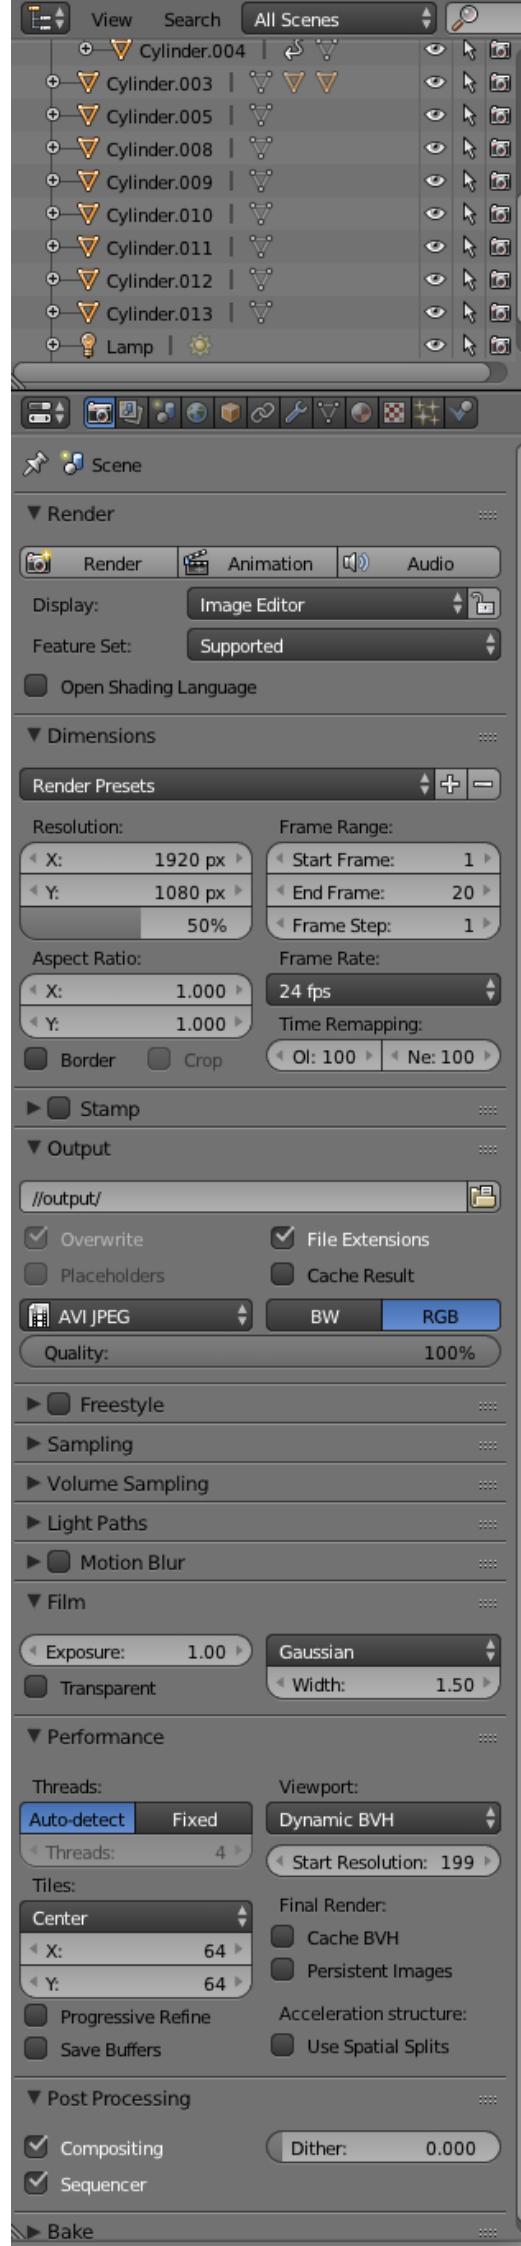 View Search All Scenes
Cylinder.004
Cylinder.003
Cylinder.005
Cylinder.008
Cylinder.009
Cylinder.010
Cylinder.011
Cylinder.012
Cylinder.013
Lamp
Scene
Render
Render Animation Audio
Display: Image Editor
Feature Set: Supported
Open Shading Language
Dimensions
Render Presets
Resolution: Frame Range:
X: 1920 px Start Frame: 1
Y: 1080 px End Frame: 20
50% Frame Step: 1
Aspect Ratio: Frame Rate:
X: 1.000 24 fps
Y: 1.000 Time Remapping:
Border Crop Ol: 100 Ne: 100
Stamp
Output
//output/
Overwrite File Extensions
Placeholders Cache Result
AVI JPEG BW RGB
Quality: 100%
Freestyle
Sampling
Volume Sampling
Light Paths
Motion Blur
Film
Exposure: 1.00 Gaussian
Transparent Width: 1.50
Performance
Threads: Viewport:
Auto-detect Fixed Dynamic BVH
Threads: 4 Start Resolution: 199
Tiles: Final Render:
Center Cache BVH
X: 64 Persistent Images
Y: 64
Progressive Refine Acceleration structure:
Save Buffers Use Spatial Splits
Post Processing
Compositing Dither: 0.000
Sequencer
Bake